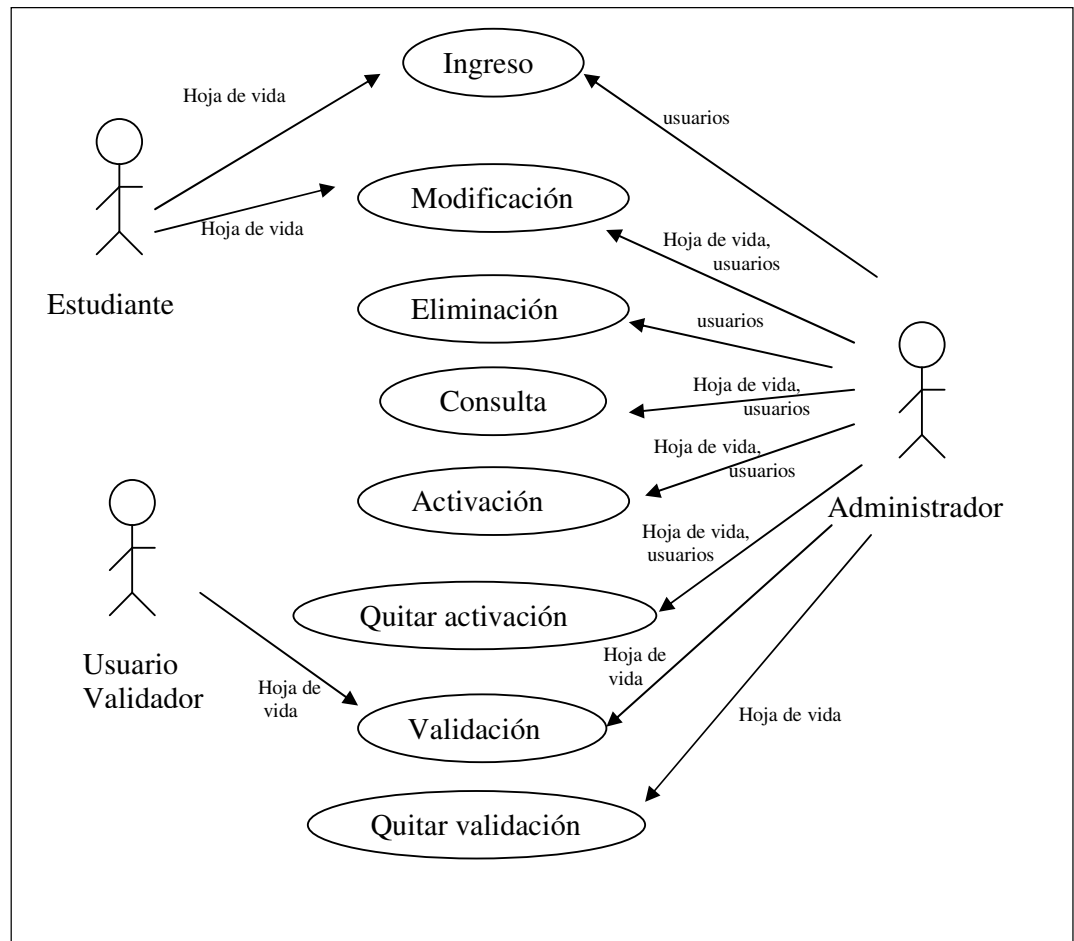 Ingreso
Hoja de vida
usuarios
Modificación
Hoja de vida
Hoja de vida,
usuarios
Estudiante
Eliminación
usuarios
Consulta
Hoja de vida,
usuarios
Activación
Hoja de vida,
usuarios
Administrador
Hoja de vida,
usuarios
Quitar activación
Usuario
Validador
Hoja de
vida
Hoja de
vida
Validación
Hoja de vida
Quitar validación